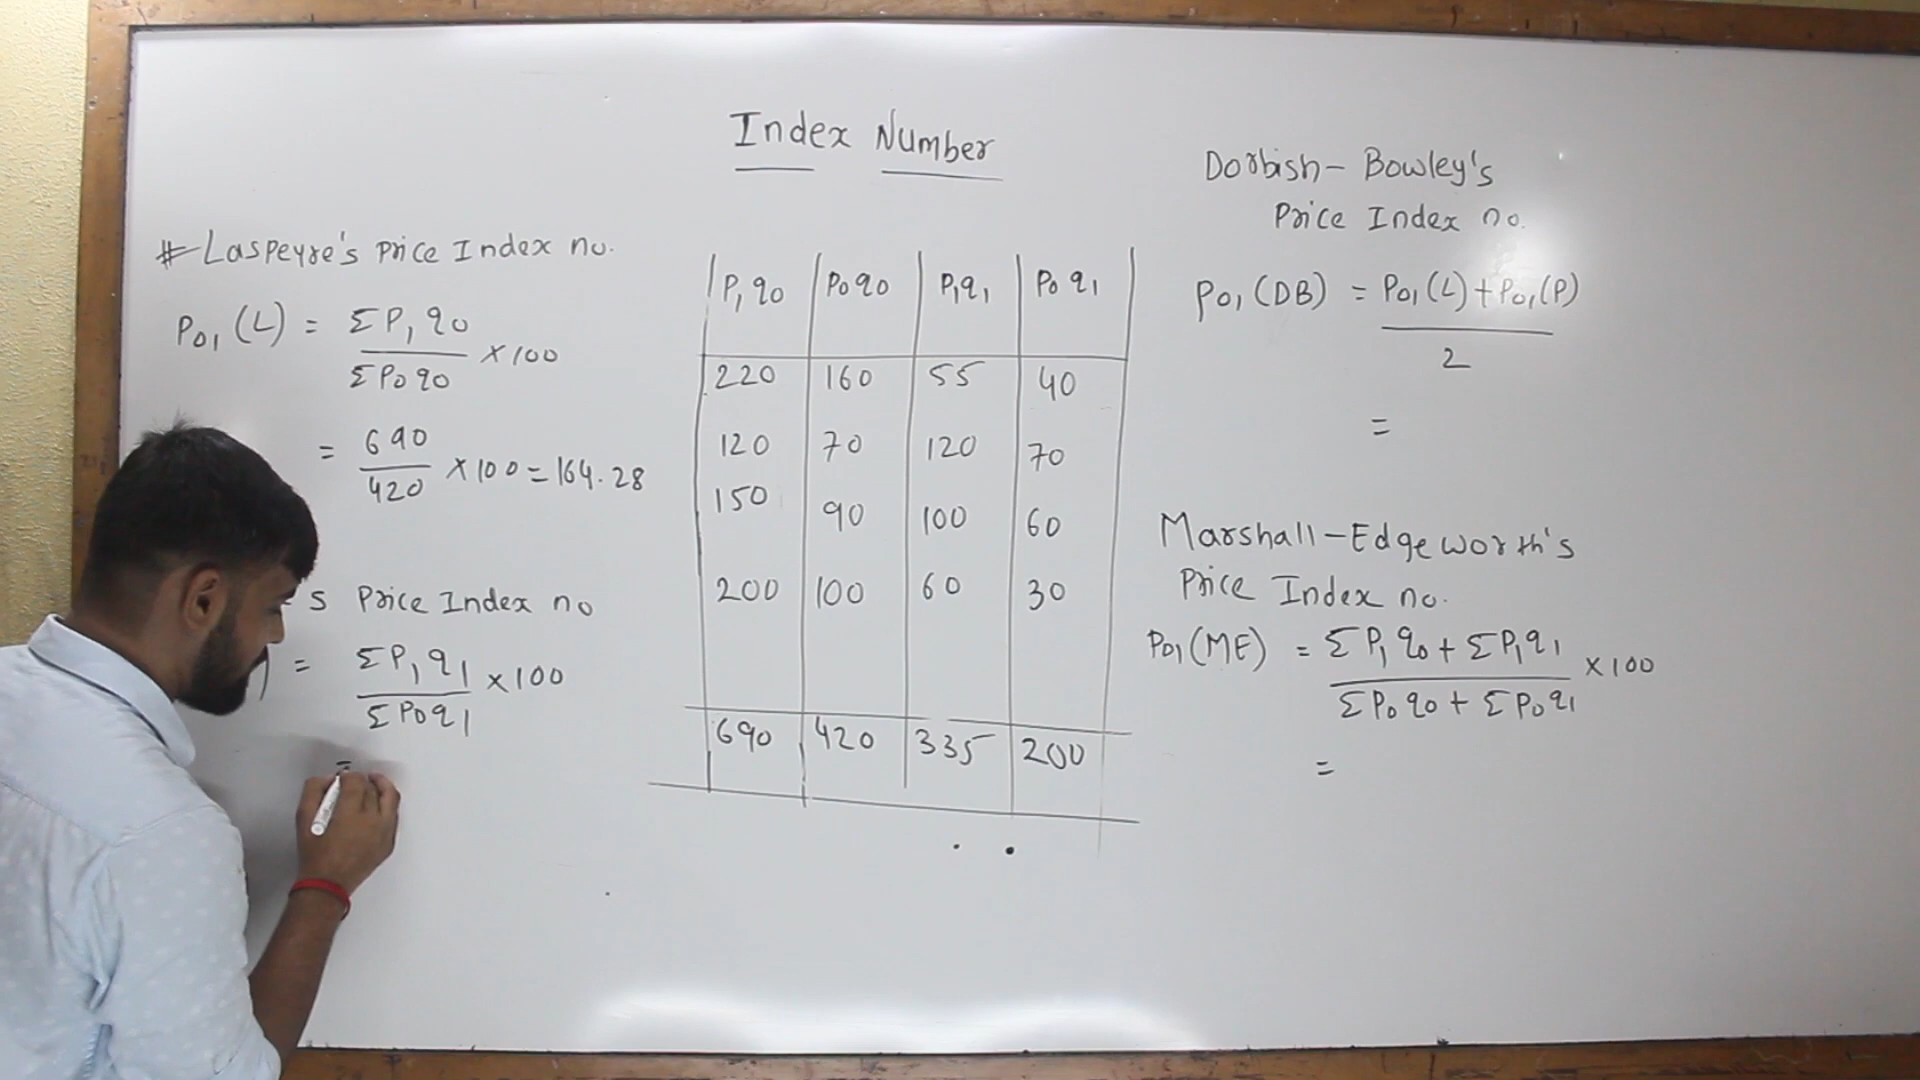 Index Number
# Laspeyre's Price Index no.
P01 (L) = ΣP1q0 / ΣP0q0 × 100
= 690 / 420 × 100 = 164.28
s Price Index no
) = ΣP1q1 / ΣP0q1 × 100
=
P1q0 P0q0 P1q1 P0q1
220 160 55 40
120 70 120 70
150 90 100 60
200 100 60 30
690 420 335 200
Dorbish - Bowley's
Price Index no.
P01 (DB) = P01(L) + P01(P) / 2
=
Marshall - Edgeworth's
Price Index no.
P01 (ME) = ΣP1q0 + ΣP1q1 / ΣP0q0 + ΣP0q1 × 100
=